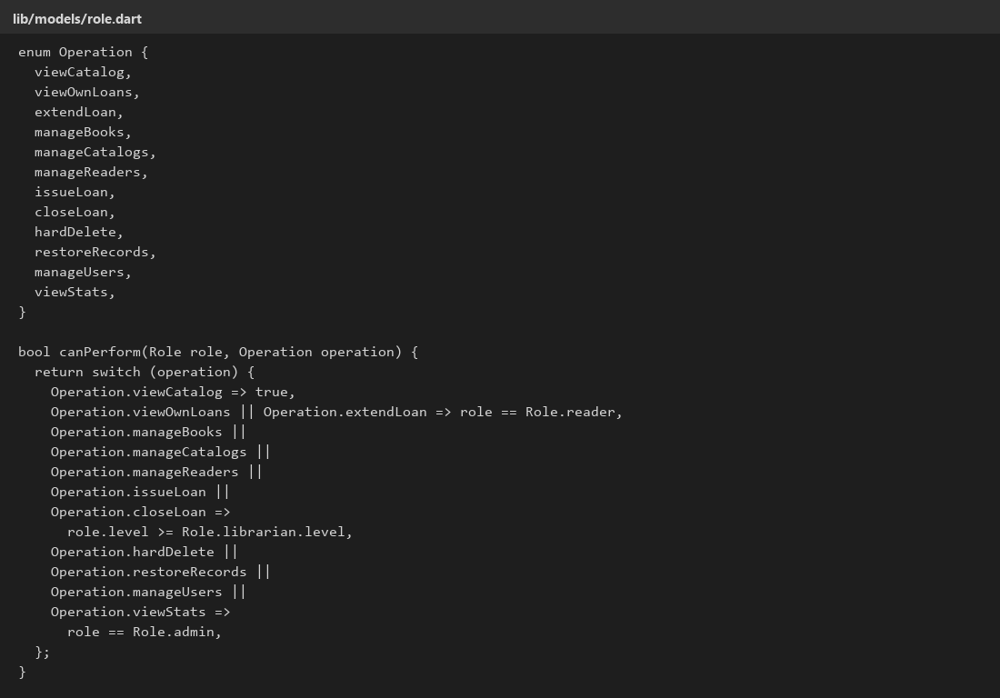 lib/models/role.dart
enum Operation {
  viewCatalog,
  viewOwnLoans,
  extendLoan,
  manageBooks,
  manageCatalogs,
  manageReaders,
  issueLoan,
  closeLoan,
  hardDelete,
  restoreRecords,
  manageUsers,
  viewStats,
}

bool canPerform(Role role, Operation operation) {
  return switch (operation) {
    Operation.viewCatalog => true,
    Operation.viewOwnLoans || Operation.extendLoan => role == Role.reader,
    Operation.manageBooks ||
    Operation.manageCatalogs ||
    Operation.manageReaders ||
    Operation.issueLoan ||
    Operation.closeLoan =>
      role.level >= Role.librarian.level,
    Operation.hardDelete ||
    Operation.restoreRecords ||
    Operation.manageUsers ||
    Operation.viewStats =>
      role == Role.admin,
  };
}